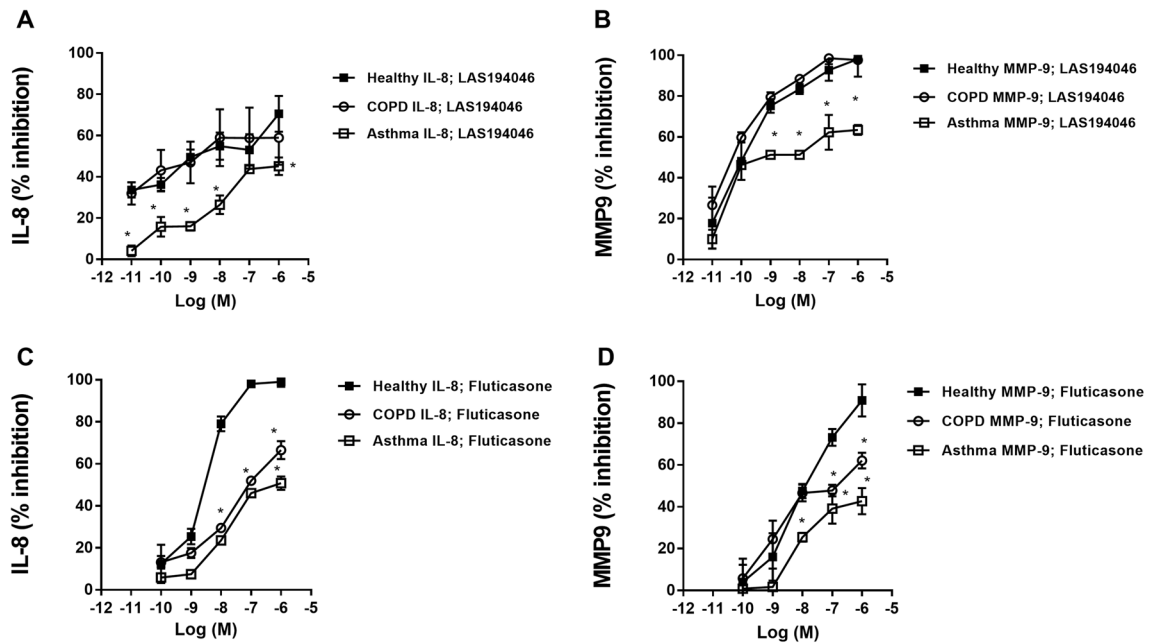 A
IL-8 (% inhibition)
100
80
60
40
20
0
-12 -11 -10 -9 -8 -7 -6 -5
Log (M)
* * * * *
Healthy IL-8; LAS194046
COPD IL-8; LAS194046
Asthma IL-8; LAS194046
B
MMP9 (% inhibition)
100
80
60
40
20
0
-12 -11 -10 -9 -8 -7 -6 -5
Log (M)
* * * *
Healthy MMP-9; LAS194046
COPD MMP-9; LAS194046
Asthma MMP-9; LAS194046
C
IL-8 (% inhibition)
100
80
60
40
20
0
-12 -11 -10 -9 -8 -7 -6 -5
Log (M)
* * * *
Healthy IL-8; Fluticasone
COPD IL-8; Fluticasone
Asthma IL-8; Fluticasone
D
MMP9 (% inhibition)
100
80
60
40
20
0
-12 -11 -10 -9 -8 -7 -6 -5
Log (M)
* * * * *
Healthy MMP-9; Fluticasone
COPD MMP-9; Fluticasone
Asthma MMP-9; Fluticasone